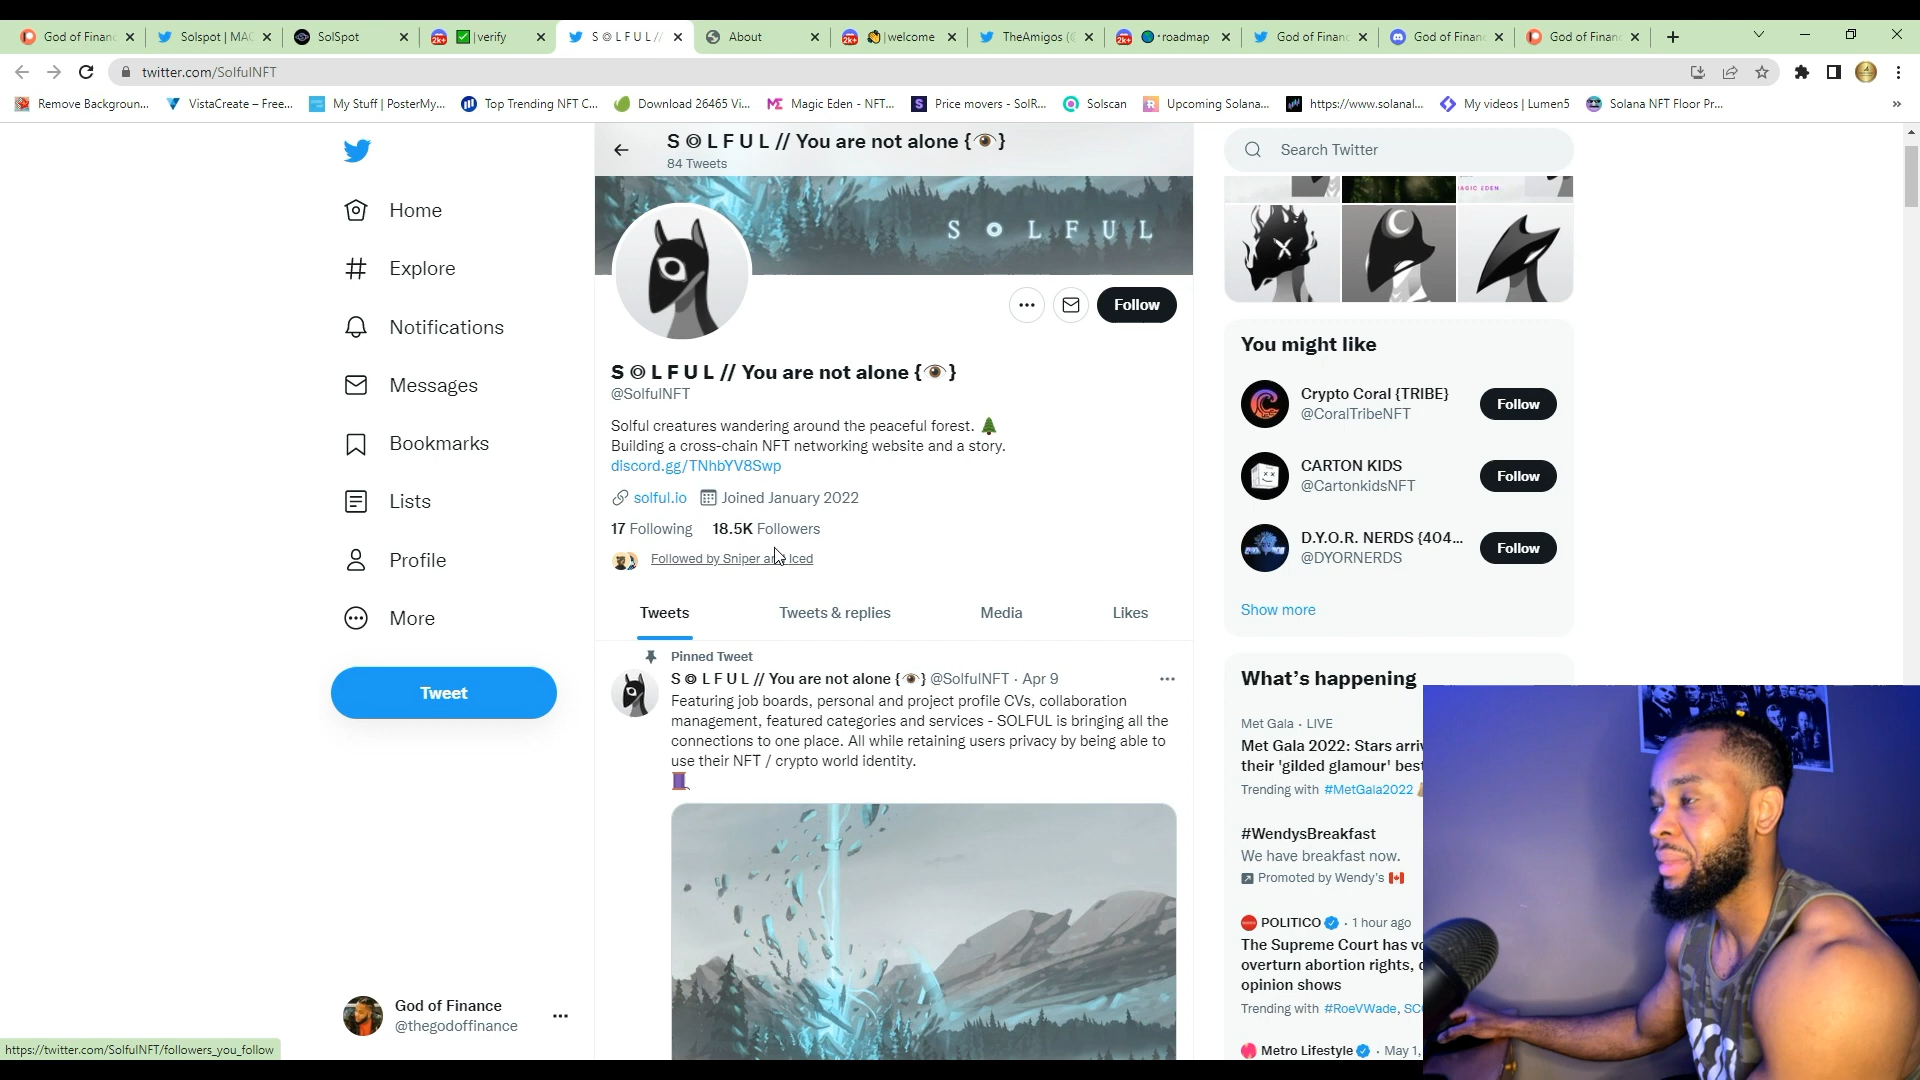 God of Financ
Solspot | MAG
SolSpot
✅| verify
S ⌾ L F U L //
About
👋| welcome
TheAmigos (
roadmap
God of Finan
God of Finan
God of Finan
twitter.com/SolfulNFT
Remove Backgroun...
VistaCreate – Free...
My Stuff | PosterMy...
Top Trending NFT C...
Download 26465 Vi...
Magic Eden - NFT...
Price movers - SolR...
Solscan
Upcoming Solana...
https://www.solanal...
My videos | Lumen5
Solana NFT Floor Pr...
Home
Explore
Notifications
Messages
Bookmarks
Lists
Profile
More
Tweet
God of Finance
@thegodoffinance
https://twitter.com/SolfulNFT/followers_you_follow
S ⌾ L F U L // You are not alone {👁}
84 Tweets
S O L F U L
Follow
S ⌾ L F U L // You are not alone {👁}
@SolfulNFT
Solful creatures wandering around the peaceful forest. 🌲
Building a cross-chain NFT networking website and a story.
discord.gg/TNhbYV8Swp
solful.io Joined January 2022
17 Following 18.5K Followers
Followed by Sniper and Iced
Tweets Tweets & replies Media Likes
Pinned Tweet
S ⌾ L F U L // You are not alone {👁} @SolfulNFT · Apr 9
Featuring job boards, personal and project profile CVs, collaboration
management, featured categories and services - SOLFUL is bringing all the
connections to one place. All while retaining users privacy by being able to
use their NFT / crypto world identity.
🧵
Search Twitter
MAGIC EDEN
You might like
Crypto Coral {TRIBE}
@CoralTribeNFT
Follow
CARTON KIDS
@CartonkidsNFT
Follow
D.Y.O.R. NERDS {404...
@DYORNERDS
Follow
Show more
What's happening
Met Gala · LIVE
Met Gala 2022: Stars arri
their 'gilded glamour' bes
Trending with #MetGala2022
#WendysBreakfast
We have breakfast now.
Promoted by Wendy's 🇨🇦
POLITICO · 1 hour ago
The Supreme Court has vo
overturn abortion rights,
opinion shows
Trending with #RoeVWade, SC
Metro Lifestyle · May 1,